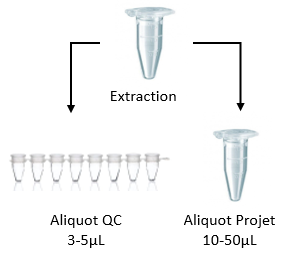 Extraction
Aliquot QC
3-5µL
Aliquot Projet
10-50µL